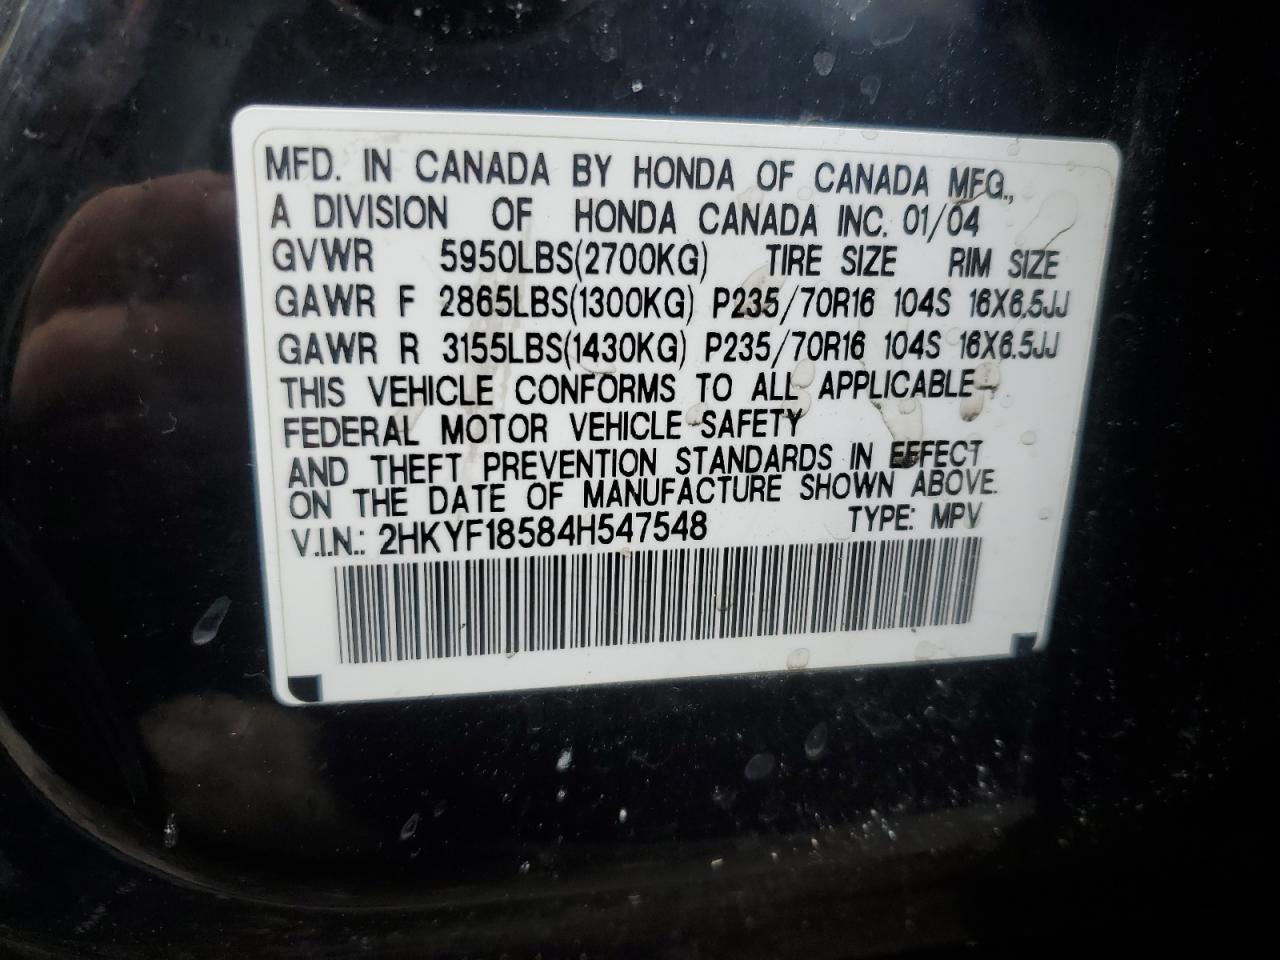 MFD. IN CANADA BY HONDA OF CANADA MFG.,
A DIVISION OF HONDA CANADA INC. 01/04
GVWR 5950LBS(2700KG) TIRE SIZE RIM SIZE
GAWR F 2865LBS(1300KG) P235/70R16 104S 16X6.5JJ
GAWR R 3155LBS(1430KG) P235/70R16 104S 16X6.5JJ
THIS VEHICLE CONFORMS TO ALL APPLICABLE
FEDERAL MOTOR VEHICLE SAFETY
AND THEFT PREVENTION STANDARDS IN EFFECT
ON THE DATE OF MANUFACTURE SHOWN ABOVE.
V.I.N.: 2HKYF18584H547548 TYPE: MPV